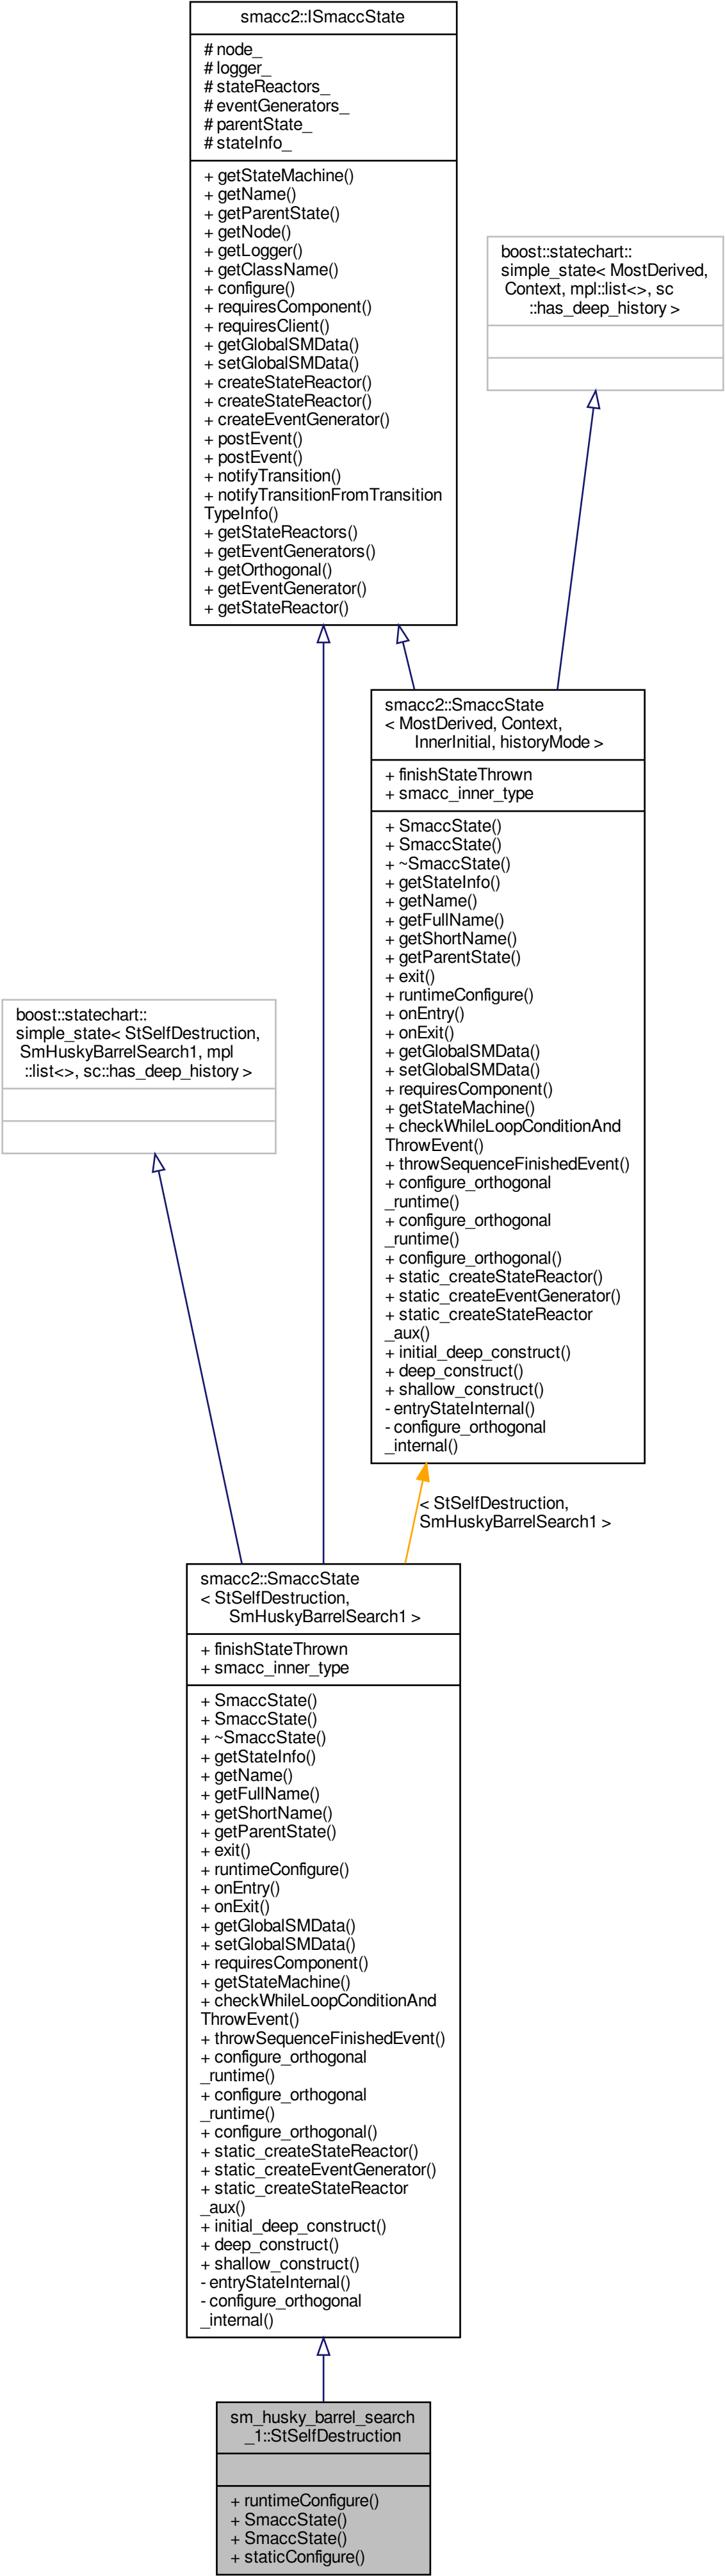 smacc2::ISmaccState
# node_
# logger_
# stateReactors_
# eventGenerators_
# parentState_
# stateInfo_
+ getStateMachine()
+ getName()
+ getParentState()
+ getNode()
+ getLogger()
+ getClassName()
+ configure()
+ requiresComponent()
+ requiresClient()
+ getGlobalSMData()
+ setGlobalSMData()
+ createStateReactor()
+ createStateReactor()
+ createEventGenerator()
+ postEvent()
+ postEvent()
+ notifyTransition()
+ notifyTransitionFromTransition
TypeInfo()
+ getStateReactors()
+ getEventGenerators()
+ getOrthogonal()
+ getEventGenerator()
+ getStateReactor()
boost::statechart::
simple_state< MostDerived,
Context, mpl::list<>, sc
::has_deep_history >
smacc2::SmaccState
< MostDerived, Context,
InnerInitial, historyMode >
+ finishStateThrown
+ smacc_inner_type
+ SmaccState()
+ SmaccState()
+ ~SmaccState()
+ getStateInfo()
+ getName()
+ getFullName()
+ getShortName()
+ getParentState()
+ exit()
+ runtimeConfigure()
+ onEntry()
+ onExit()
+ getGlobalSMData()
+ setGlobalSMData()
+ requiresComponent()
+ getStateMachine()
+ checkWhileLoopConditionAnd
ThrowEvent()
+ throwSequenceFinishedEvent()
+ configure_orthogonal
_runtime()
+ configure_orthogonal
_runtime()
+ configure_orthogonal()
+ static_createStateReactor()
+ static_createEventGenerator()
+ static_createStateReactor
_aux()
+ initial_deep_construct()
+ deep_construct()
+ shallow_construct()
- entryStateInternal()
- configure_orthogonal
_internal()
boost::statechart::
simple_state< StSelfDestruction,
SmHuskyBarrelSearch1, mpl
::list<>, sc::has_deep_history >
< StSelfDestruction,
SmHuskyBarrelSearch1 >
smacc2::SmaccState
< StSelfDestruction,
SmHuskyBarrelSearch1 >
+ finishStateThrown
+ smacc_inner_type
+ SmaccState()
+ SmaccState()
+ ~SmaccState()
+ getStateInfo()
+ getName()
+ getFullName()
+ getShortName()
+ getParentState()
+ exit()
+ runtimeConfigure()
+ onEntry()
+ onExit()
+ getGlobalSMData()
+ setGlobalSMData()
+ requiresComponent()
+ getStateMachine()
+ checkWhileLoopConditionAnd
ThrowEvent()
+ throwSequenceFinishedEvent()
+ configure_orthogonal
_runtime()
+ configure_orthogonal
_runtime()
+ configure_orthogonal()
+ static_createStateReactor()
+ static_createEventGenerator()
+ static_createStateReactor
_aux()
+ initial_deep_construct()
+ deep_construct()
+ shallow_construct()
- entryStateInternal()
- configure_orthogonal
_internal()
sm_husky_barrel_search
_1::StSelfDestruction
+ runtimeConfigure()
+ SmaccState()
+ SmaccState()
+ staticConfigure()